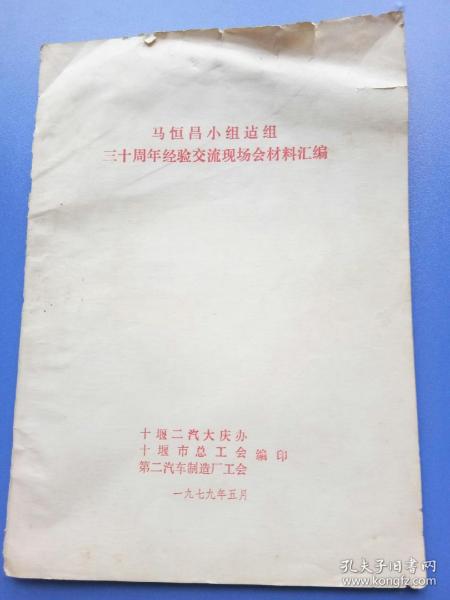 马恒昌小组迠组
三十周年经验交流现场会材料汇编
十堰二汽大庆办
十堰市总工会 编印
第二汽车制造厂工会
一九七九年五月
孔夫子旧书网
www.kongfz.com